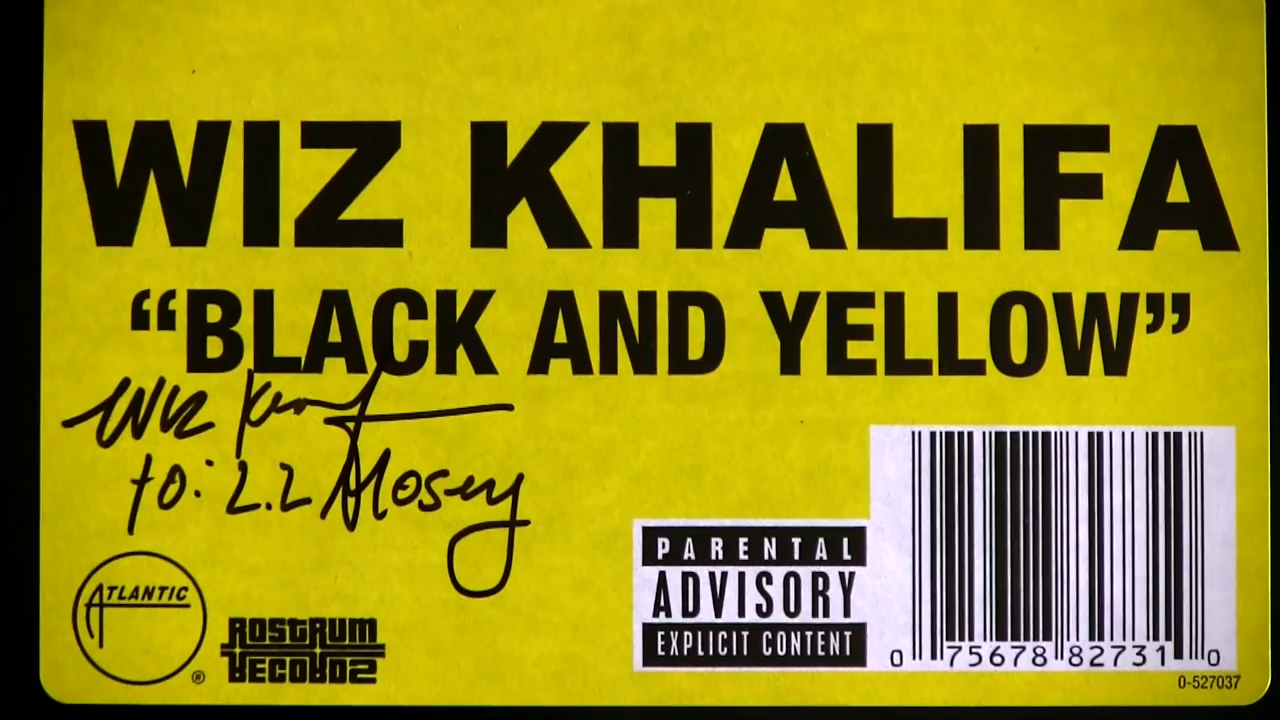 WIZ KHALIFA
“BLACK AND YELLOW”
Wiz
to: L.L Mosey
ATLANTIC
®
ROSTRUM
RECORDS
PARENTAL
ADVISORY
EXPLICIT CONTENT
0 75678 82731 0
0-527037